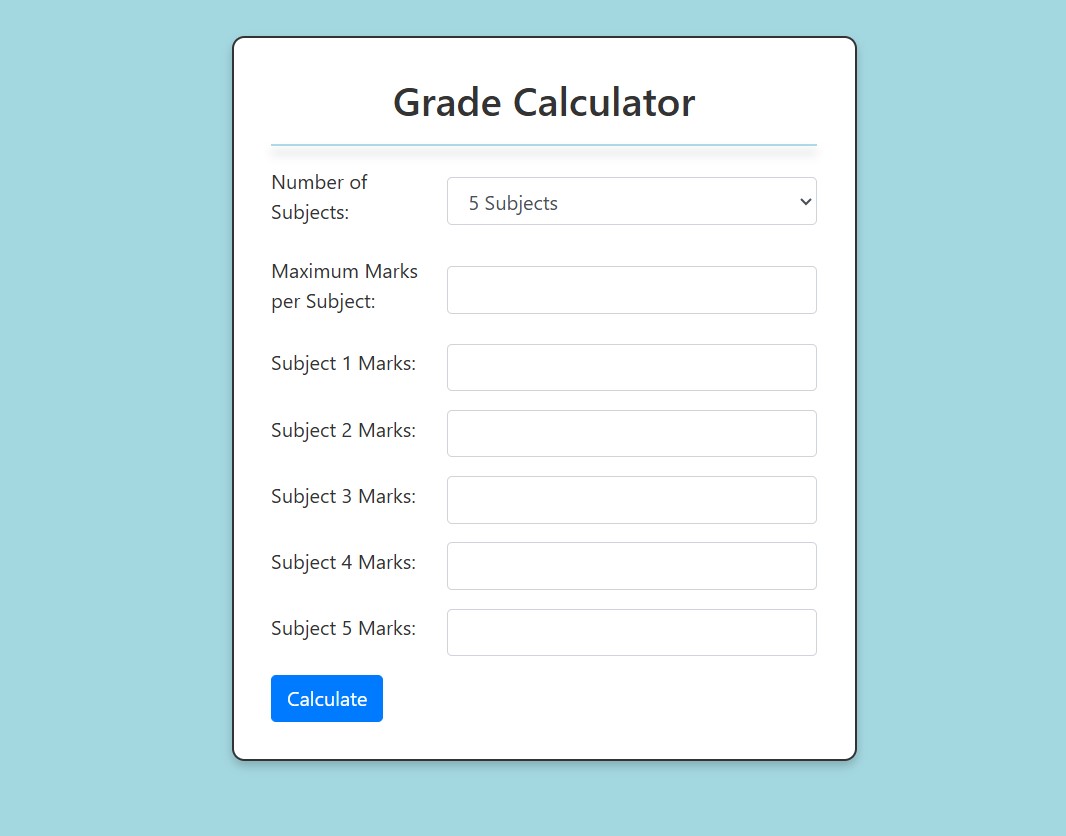 Grade Calculator
Number of
Subjects:
5 Subjects
Maximum Marks
per Subject:
Subject 1 Marks:
Subject 2 Marks:
Subject 3 Marks:
Subject 4 Marks:
Subject 5 Marks:
Calculate